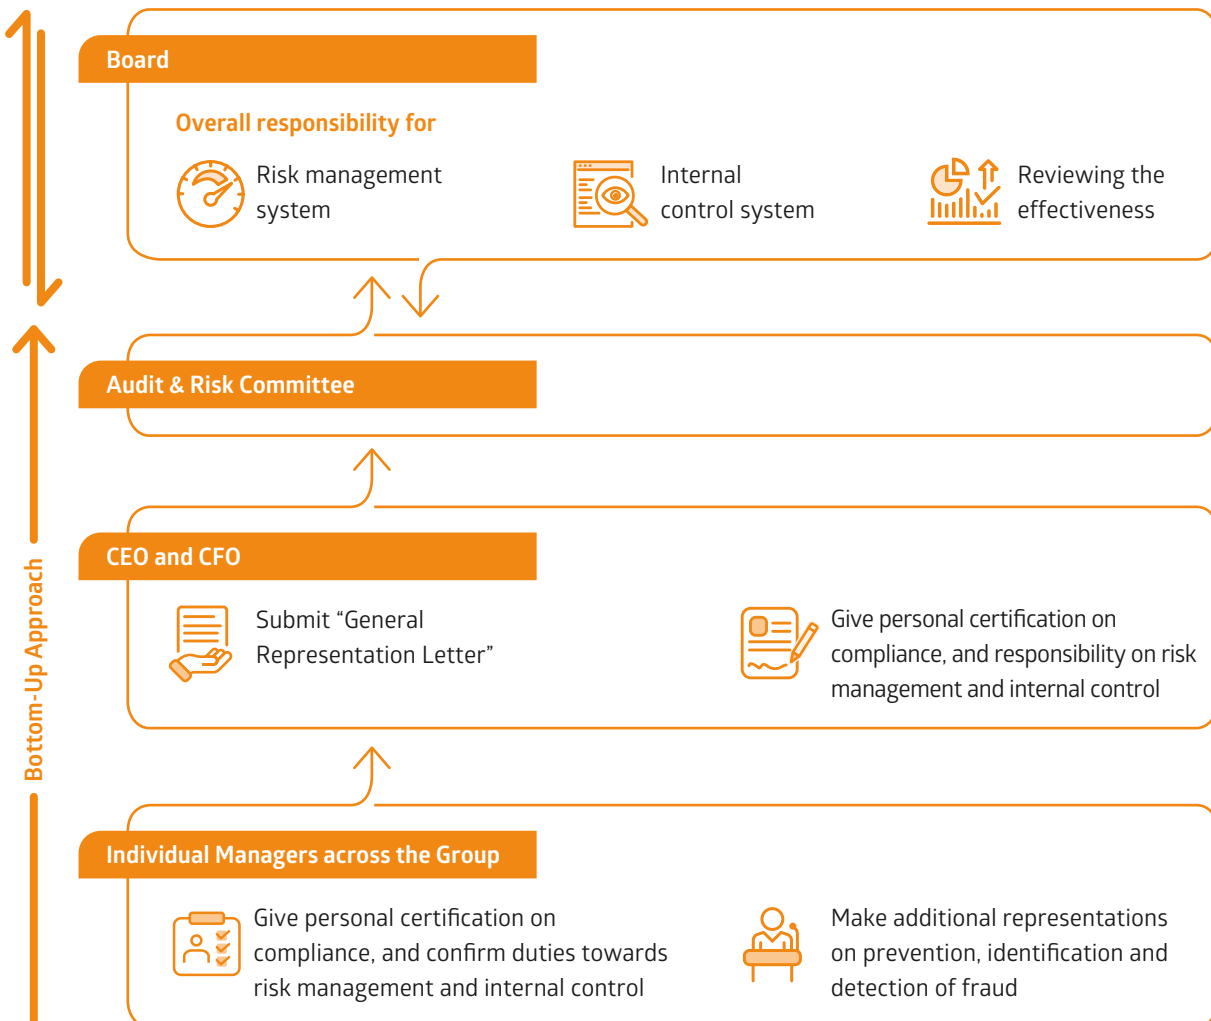 Board
Overall responsibility for
Risk management
system
Internal
control system
Reviewing the
effectiveness
Audit & Risk Committee
CEO and CFO
Submit “General
Representation Letter”
Give personal certification on
compliance, and responsibility on risk
management and internal control
Bottom-Up Approach
Individual Managers across the Group
Give personal certification on
compliance, and confirm duties towards
risk management and internal control
Make additional representations
on prevention, identification and
detection of fraud